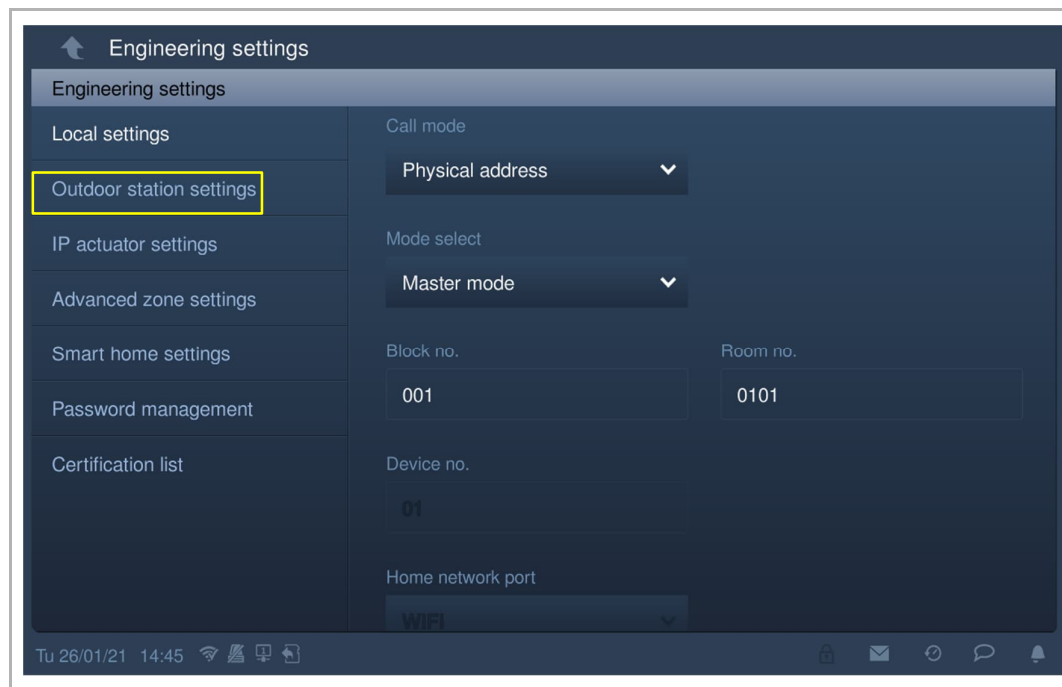 Engineering settings
Engineering settings
Local settings
Outdoor station settings
IP actuator settings
Advanced zone settings
Smart home settings
Password management
Certification list
Call mode
Physical address
Mode select
Master mode
Block no.
Room no.
001
0101
Device no.
01
Home network port
WIFI
Tu 26/01/21 14:45
1